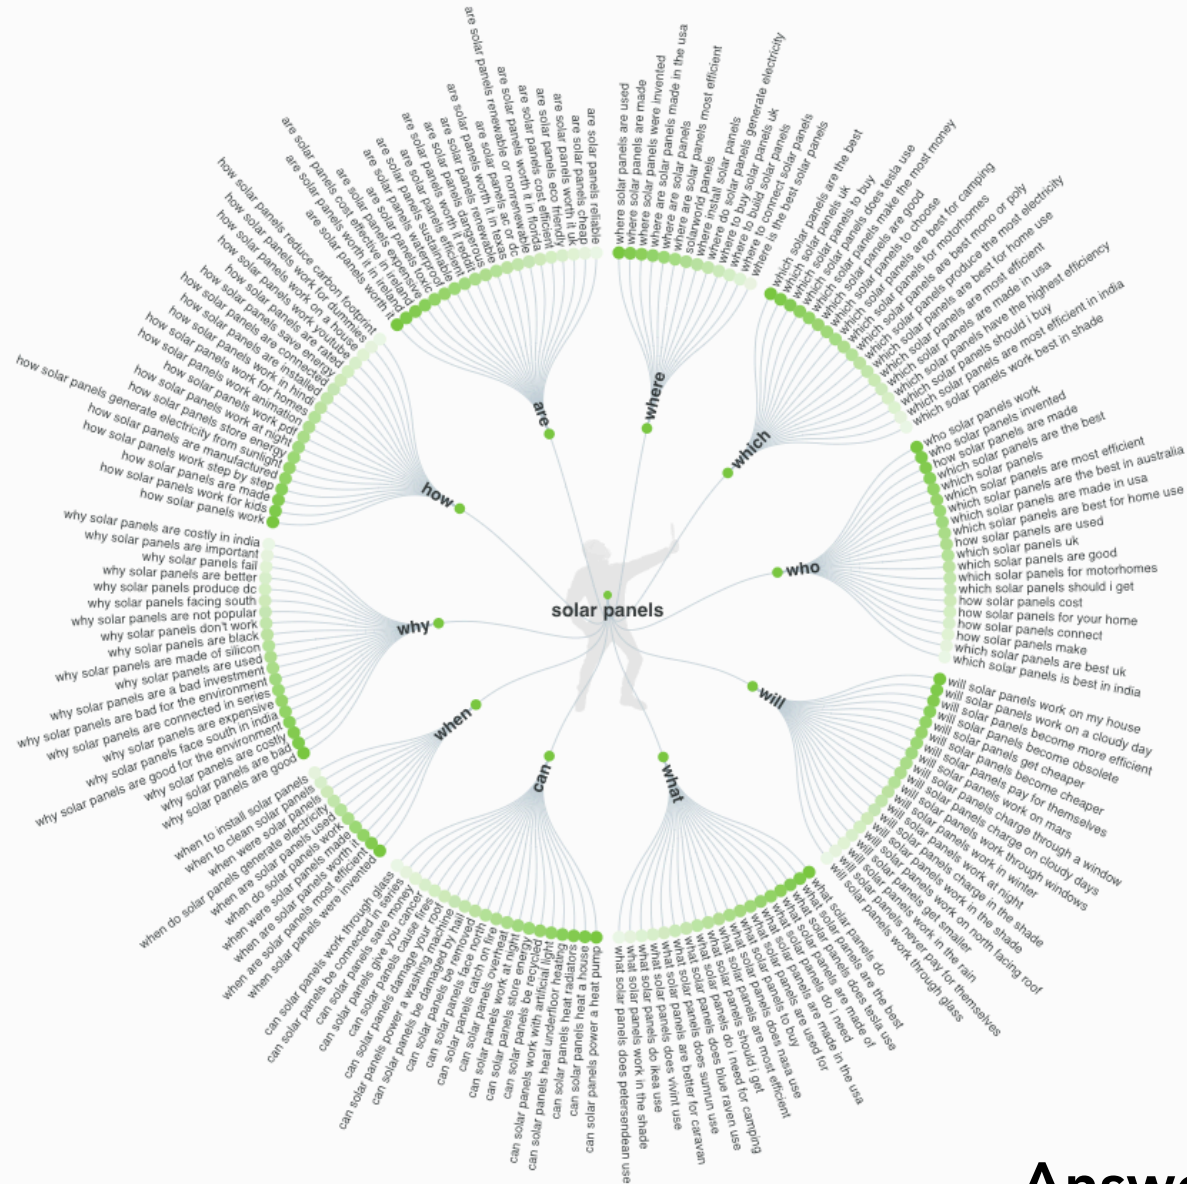 solar panels
are
are solar panels worth it
are solar panels worth it in ireland
are solar panels cost effective in ireland
are solar panels expensive
are solar panels toxic
are solar panels waterproof
are solar panels sustainable
are solar panels efficient
are solar panels worth it reddit
are solar panels dangerous
are solar panels renewable
are solar panels worth it in texas
are solar panels ac or dc
are solar panels renewable or nonrenewable
are solar panels worth it in florida
are solar panels cost efficient
are solar panels eco friendly
are solar panels worth it uk
are solar panels cheap
are solar panels reliable
where
where solar panels are used
where solar panels are made
where solar panels were invented
where are solar panels made in the usa
where are solar panels
where are solar panels most efficient
solarworld panels
where install solar panels
where do solar panels generate electricity
where to buy solar panels uk
where to build solar panels
where to connect solar panels
where is the best solar panels
which
which solar panels are the best
which solar panels uk
which solar panels to buy
which solar panels does tesla use
which solar panels make the most money
which solar panels are good
which solar panels to choose
which solar panels are best for camping
which solar panels for motorhomes
which solar panels are best mono or poly
which solar panels produce the most electricity
which solar panels are best for home use
which solar panels are most efficient
which solar panels are made in usa
which solar panels have the highest efficiency
which solar panels should i buy
which solar panels are most efficient in india
which solar panels work best in shade
who
who solar panels work
who solar panels invented
how solar panels are made
which solar panels are the best
which solar panels
which solar panels are most efficient
which solar panels are the best in australia
which solar panels are made in usa
which solar panels are best for home use
how solar panels are used
which solar panels uk
which solar panels are good
which solar panels for motorhomes
which solar panels should i get
how solar panels cost
how solar panels for your home
how solar panels connect
how solar panels make
which solar panels are best uk
which solar panels is best in india
will
will solar panels work on my house
will solar panels work on a cloudy day
will solar panels become more efficient
will solar panels become obsolete
will solar panels get cheaper
will solar panels become cheaper
will solar panels pay for themselves
will solar panels work on mars
will solar panels charge through a window
will solar panels charge on cloudy days
will solar panels work through windows
will solar panels work in winter
will solar panels work at night
will solar panels charge in the shade
will solar panels work in the shade
will solar panels work on north facing roof
will solar panels get smaller
will solar panels work in the rain
will solar panels never pay for themselves
will solar panels work through glass
what
what solar panels do
what solar panels are the best
what solar panels does tesla use
what solar panels are made of
what solar panels do i need
what solar panels are made in the usa
what solar panels are used for
what solar panels to buy
what solar panels does nasa use
what solar panels are most efficient
what solar panels should i get
what solar panels do i need for camping
what solar panels does blue raven use
what solar panels does sunrun use
what solar panels are better for caravan
what solar panels does vivint use
what solar panels do ikea use
what solar panels work in the shade
what solar panels does petersendean use
can
can solar panels power a heat pump
can solar panels heat a house
can solar panels heat radiators
can solar panels heat underfloor heating
can solar panels work with artificial light
can solar panels be recycled
can solar panels store energy
can solar panels work at night
can solar panels overheat
can solar panels catch on fire
can solar panels face north
can solar panels be removed
can solar panels be damaged by hail
can solar panels power a washing machine
can solar panels damage your roof
can solar panels cause fires
can solar panels give you cancer
can solar panels save money
can solar panels be connected in series
can solar panels work through glass
when
when solar panels were invented
when are solar panels most efficient
when are solar panels worth it
when were solar panels made
when do solar panels work
when are solar panels used
when do solar panels generate electricity
when were solar panels
when to clean solar panels
when to install solar panels
why
why solar panels are good
why solar panels are bad
why solar panels are costly
why solar panels are good for the environment
why solar panels face south in india
why solar panels are expensive
why solar panels are connected in series
why solar panels are bad for the environment
why solar panels are a bad investment
why solar panels are used
why solar panels are made of silicon
why solar panels are black
why solar panels don't work
why solar panels are not popular
why solar panels facing south
why solar panels produce dc
why solar panels are better
why solar panels fail
why solar panels are important
why solar panels are costly in india
how
how solar panels work
how solar panels work for kids
how solar panels are made
how solar panels work step by step
how solar panels are manufactured
how solar panels generate electricity from sunlight
how solar panels store energy
how solar panels work at night
how solar panels work pdf
how solar panels work animation
how solar panels work for homes
how solar panels work in hindi
how solar panels are installed
how solar panels are connected
how solar panels save energy
how solar panels are rated
how solar panels work youtube
how solar panels work on a house
how solar panels work for dummies
how solar panels reduce carbon footprint